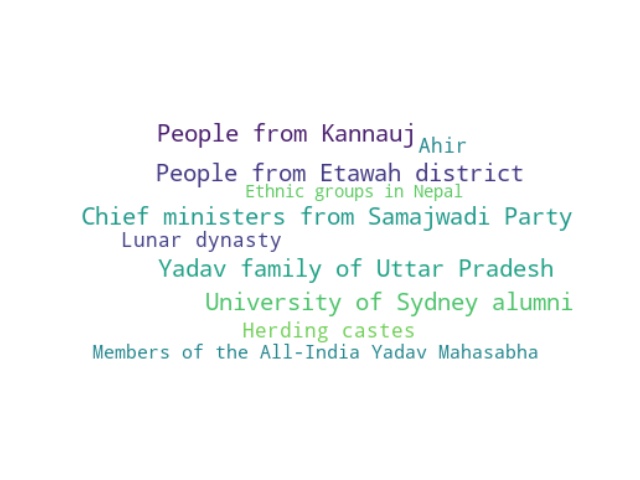 People from Kannauj
Ahir
People from Etawah district
Ethnic groups in Nepal
Chief ministers from Samajwadi Party
Lunar dynasty
Yadav family of Uttar Pradesh
University of Sydney alumni
Herding castes
Members of the All-India Yadav Mahasabha